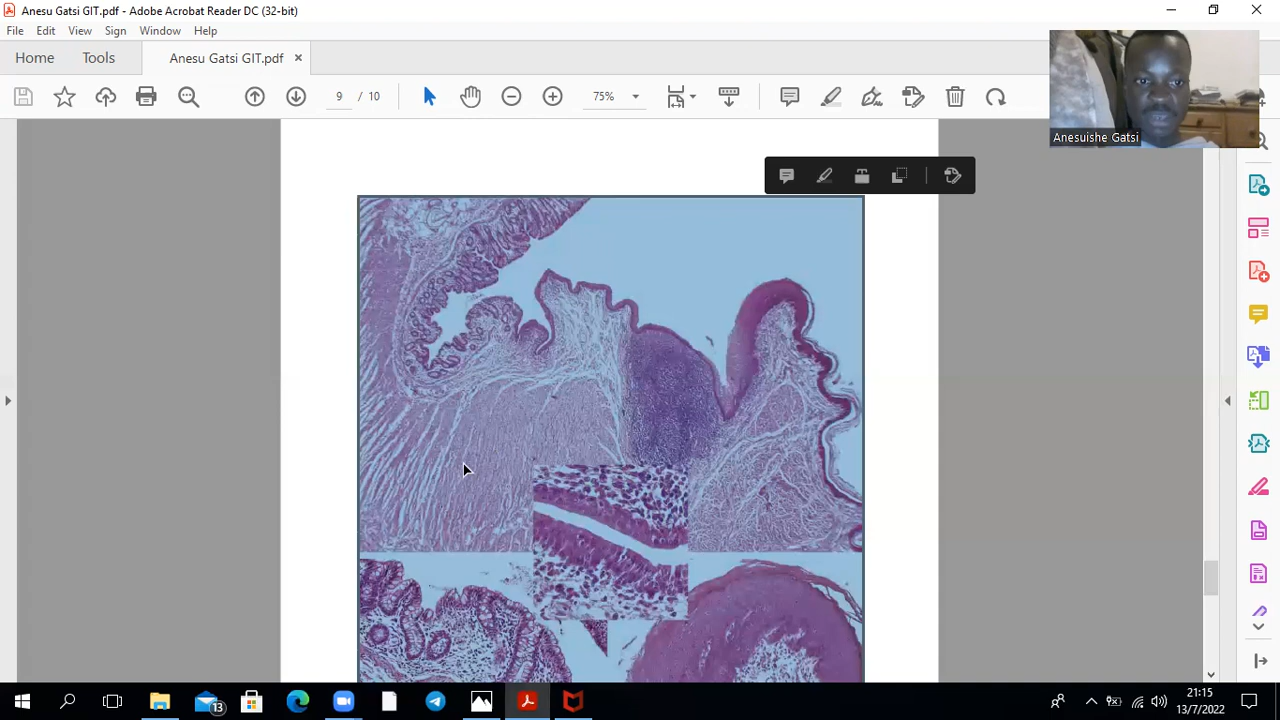 Anesu Gatsi GIT.pdf - Adobe Acrobat Reader DC (32-bit)
File Edit View Sign Window Help
Home Tools Anesu Gatsi GIT.pdf
9 / 10 75%
Anesuishe Gatsi
13
21:15
13/7/2022